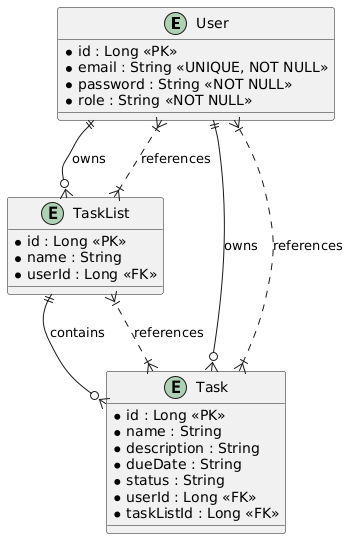 E User
id : Long «PK»
email : String «UNIQUE, NOT NULL»
password : String «NOT NULL»
role : String «NOT NULL»
owns
references
E TaskList
id : Long «PK»
name : String
userId : Long «FK»
owns
references
contains
references
E Task
id : Long «PK»
name : String
description : String
dueDate : String
status : String
userId : Long «FK»
taskListId : Long «FK»